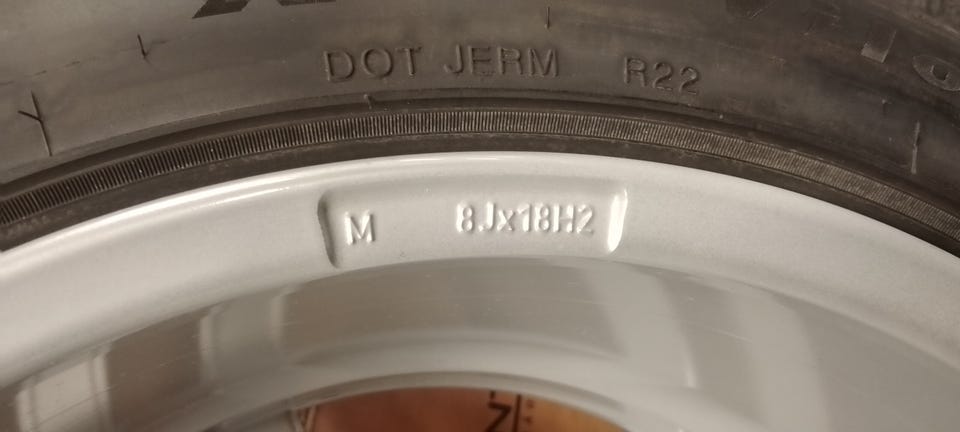 DOT JERM R22
M 8Jx18H2